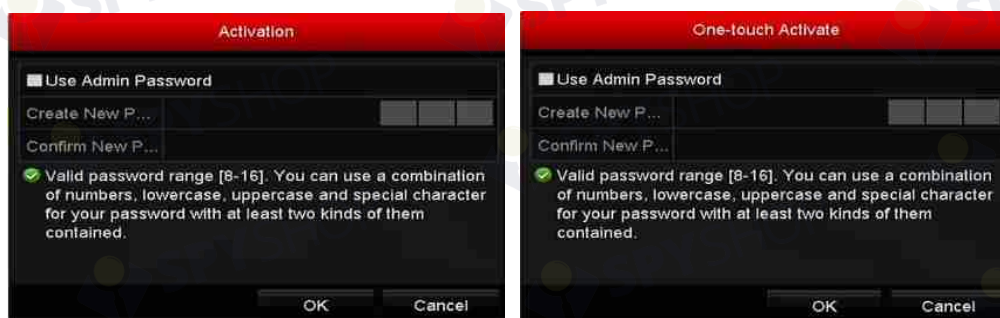 Activation
Use Admin Password
Create New P...
Confirm New P...
Valid password range [8-16]. You can use a combination
of numbers, lowercase, uppercase and special character
for your password with at least two kinds of them
contained.
OK Cancel
One-touch Activate
Use Admin Password
Create New P...
Confirm New P...
Valid password range [8-16]. You can use a combination
of numbers, lowercase, uppercase and special character
for your password with at least two kinds of them
contained.
OK Cancel